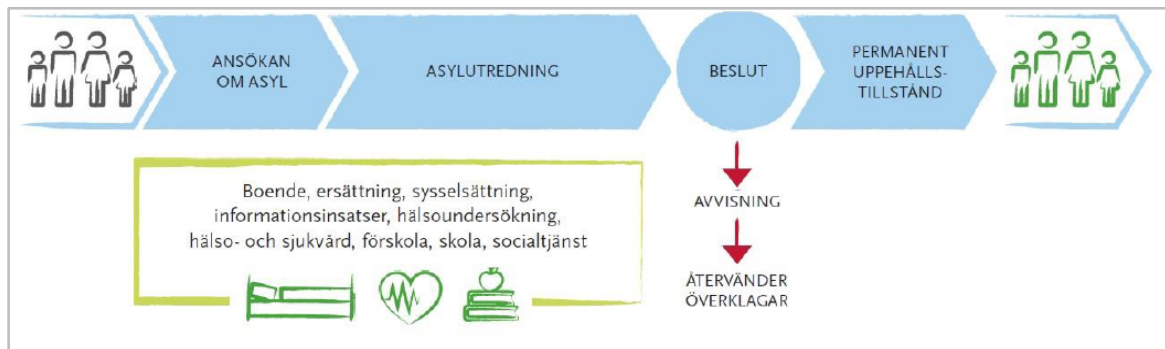 ANSÖKAN
OM ASYL
ASYLUTREDNING
BESLUT
PERMANENT
UPPEHÅLLS-
TILLSTÅND
Boende, ersättning, sysselsättning,
informationsinsatser, hälsoundersökning,
hälso- och sjukvård, förskola, skola, socialtjänst
AVVISNING
ÅTERVÄNDER
ÖVERKLAGAR